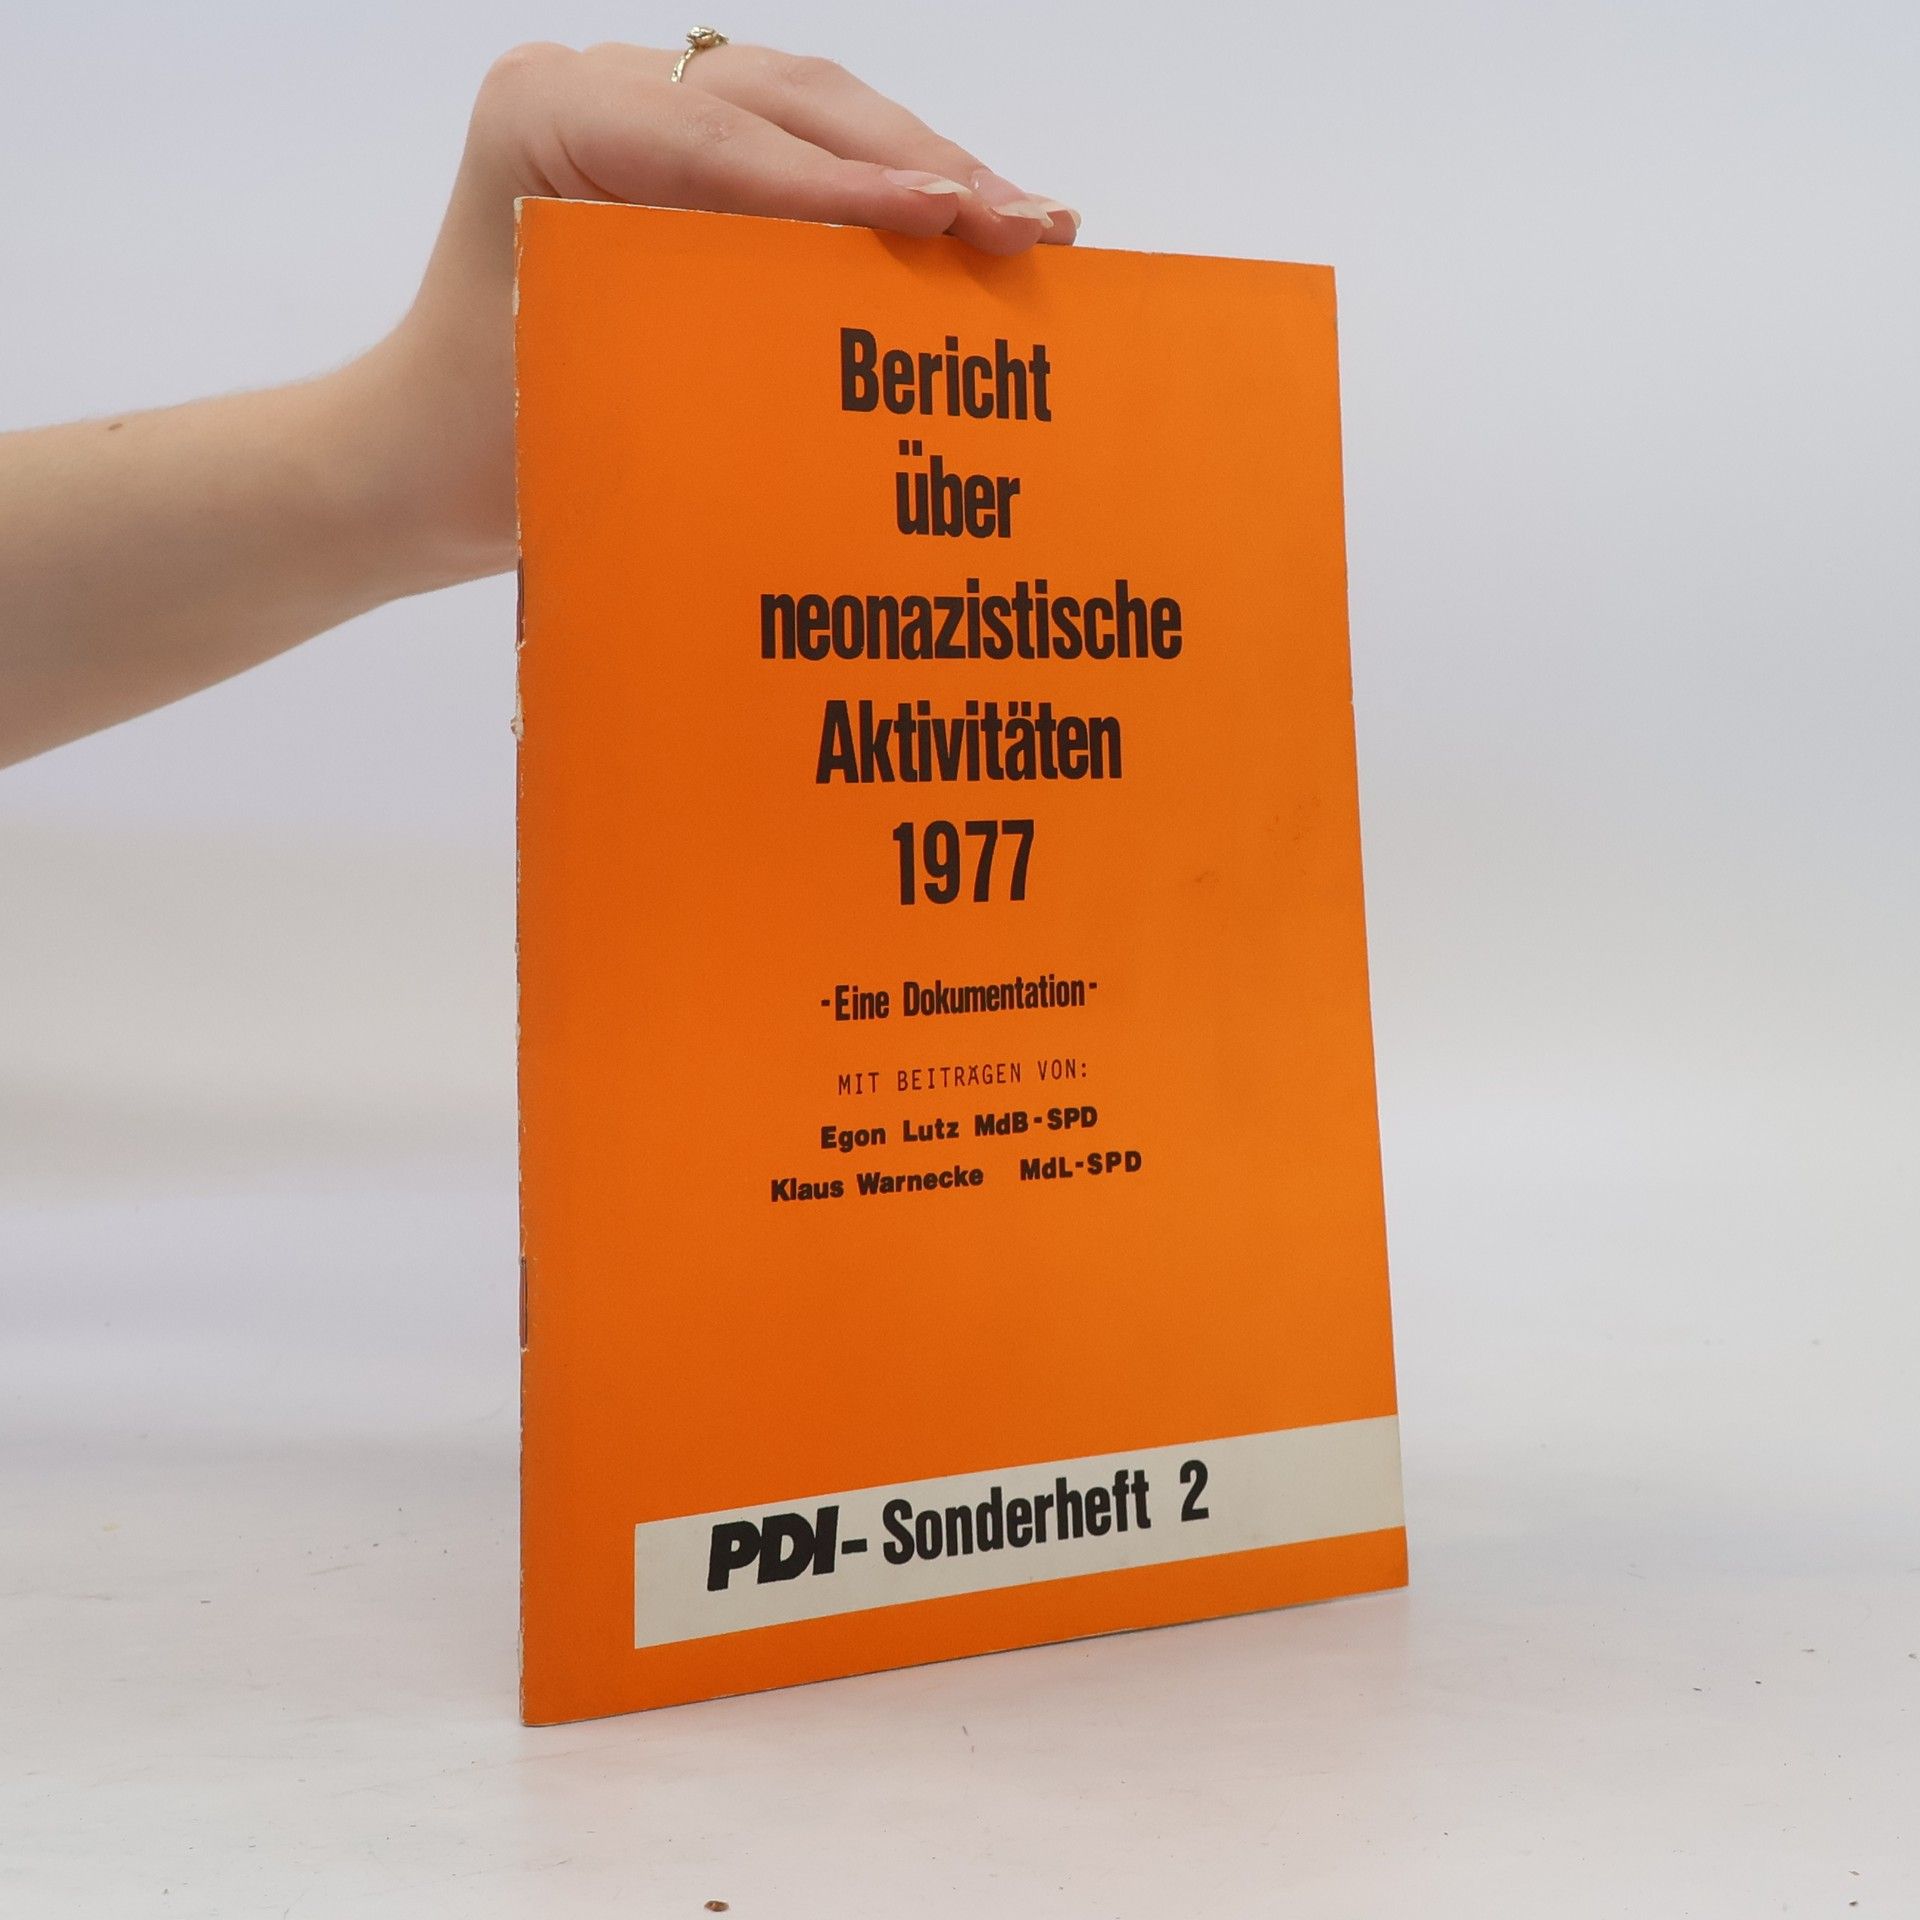 Bericht
über
neonazistische
Aktivitäten
1977
-Eine Dokumentation-
MIT BEITRÄGEN VON:
Egon Lutz MdB-SPD
Klaus Warnecke MdL-SPD
PDI-Sonderheft 2